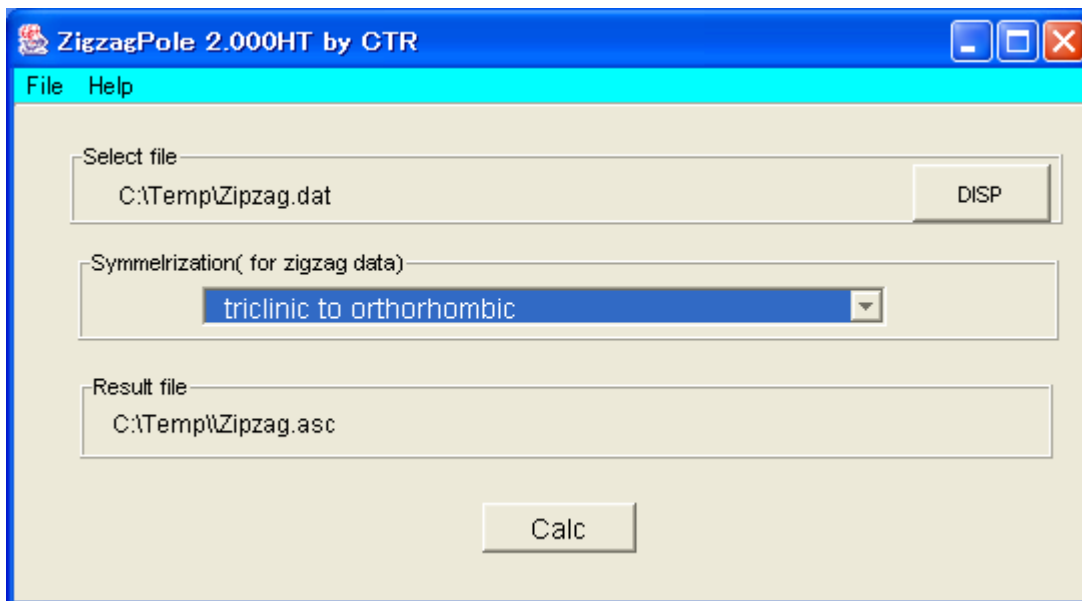 ZigzagPole 2.000HT by CTR
File Help
Select file
C:\Temp\Zipzag.dat
DISP
Symmelrization( for zigzag data)
triclinic to orthorhombic
Result file
C:\Temp\\Zipzag.asc
Calc